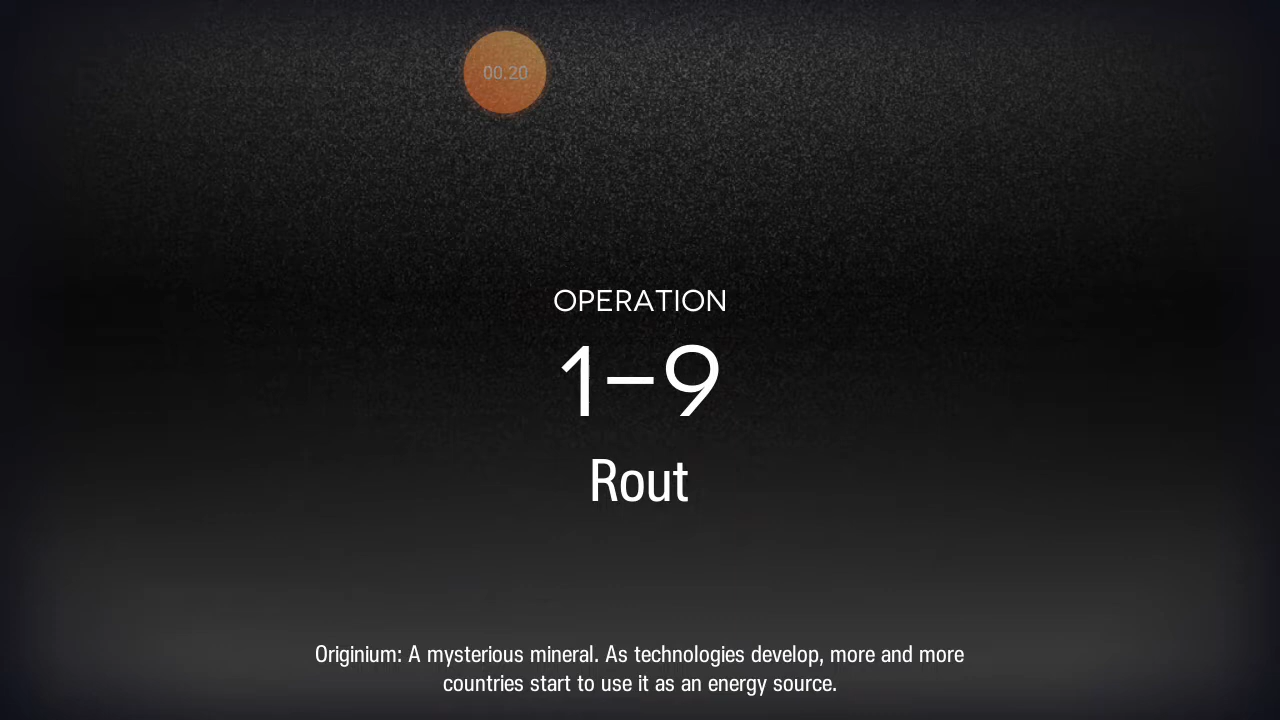 00.20
OPERATION
1-9
Rout
Originium: A mysterious mineral. As technologies develop, more and more
countries start to use it as an energy source.